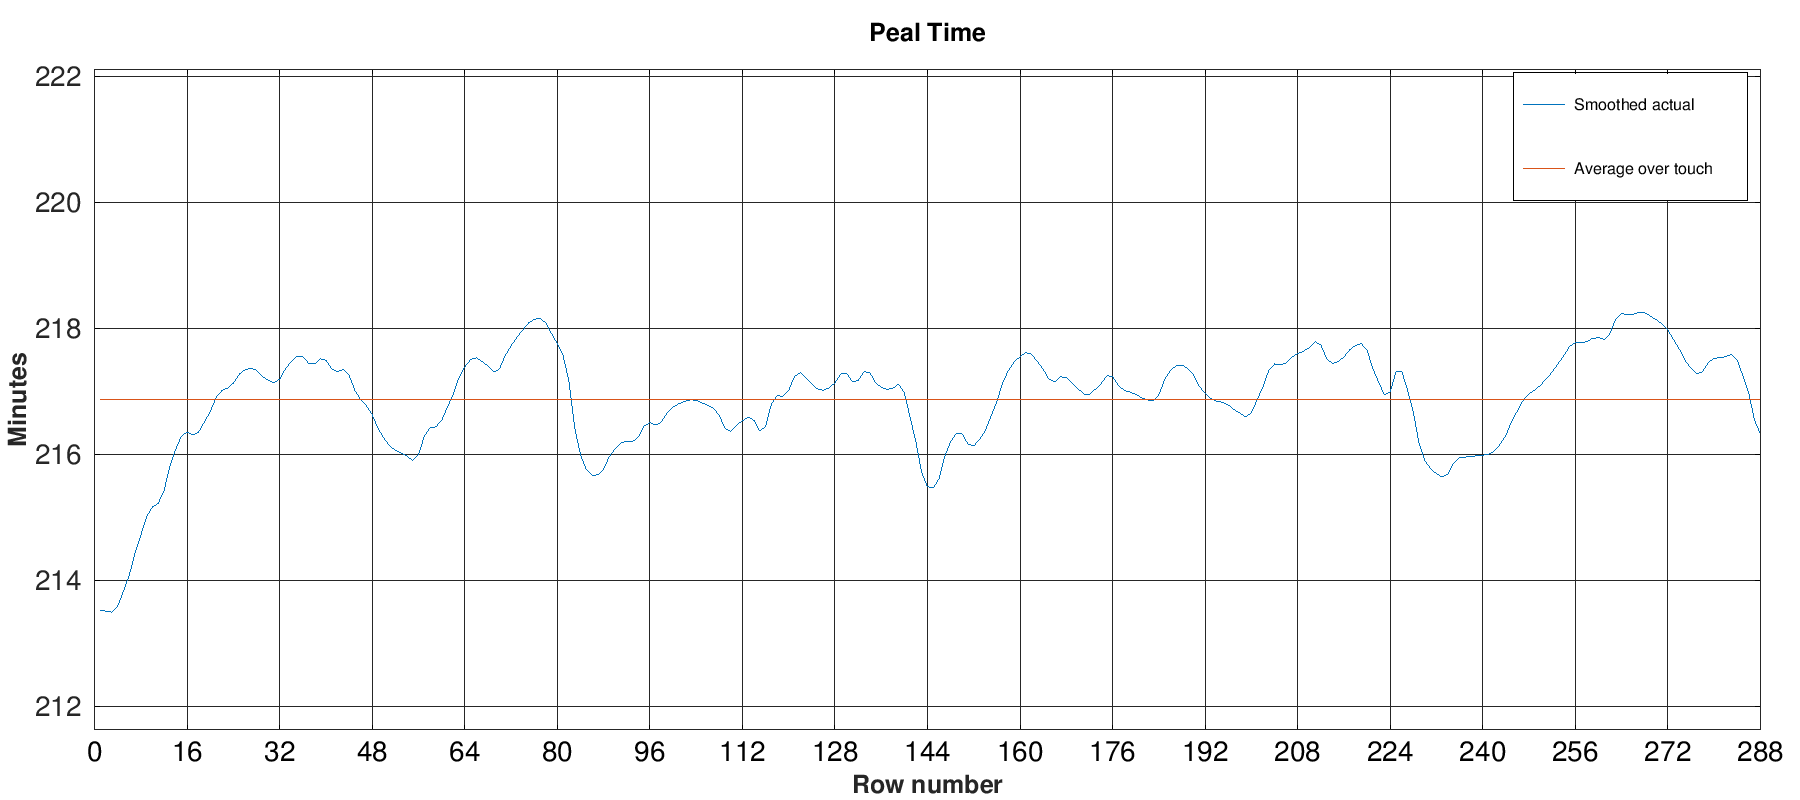 Peal Time
222
220
218
216
214
212
Minutes
Smoothed actual
Average over touch
0 16 32 48 64 80 96 112 128 144 160 176 192 208 224 240 256 272 288
Row number